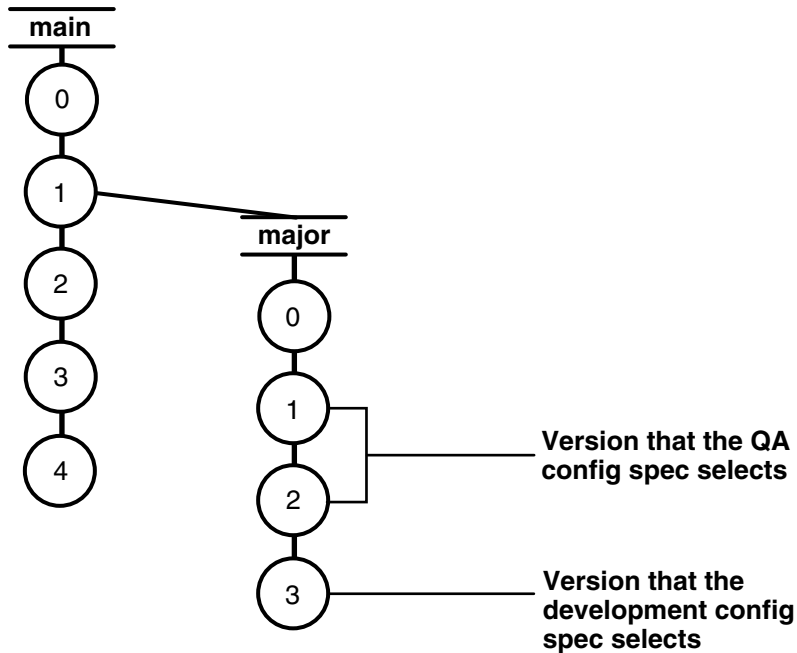 main
0
1
2
3
4
major
0
1
2
3
Version that the QA
config spec selects
Version that the
development config
spec selects